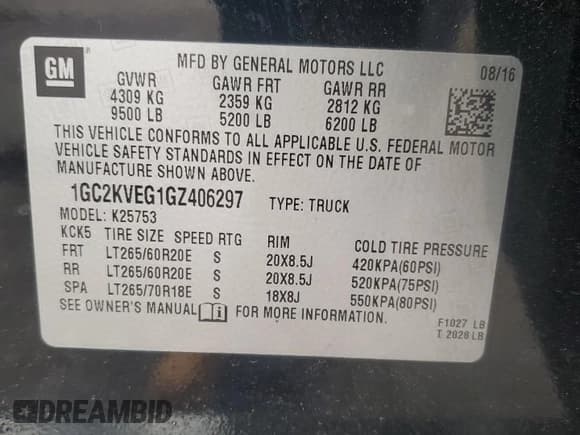 GM
MFD BY GENERAL MOTORS LLC
08/16
GVWR GAWR FRT GAWR RR
4309 KG 2359 KG 2812 KG
9500 LB 5200 LB 6200 LB
THIS VEHICLE CONFORMS TO ALL APPLICABLE U.S. FEDERAL MOTOR
VEHICLE SAFETY STANDARDS IN EFFECT ON THE DATE OF
MANUFACTURE SHOWN ABOVE.
1GC2KVEG1GZ406297 TYPE: TRUCK
MODEL: K25753
KCK5 TIRE SIZE SPEED RTG RIM COLD TIRE PRESSURE
FRT LT265/60R20E S 20X8.5J 420KPA(60PSI)
RR LT265/60R20E S 20X8.5J 520KPA(75PSI)
SPA LT265/70R18E S 18X8J 550KPA(80PSI)
SEE OWNER'S MANUAL FOR MORE INFORMATION.
F1027 LB
T 2028 LB
DREAMBID